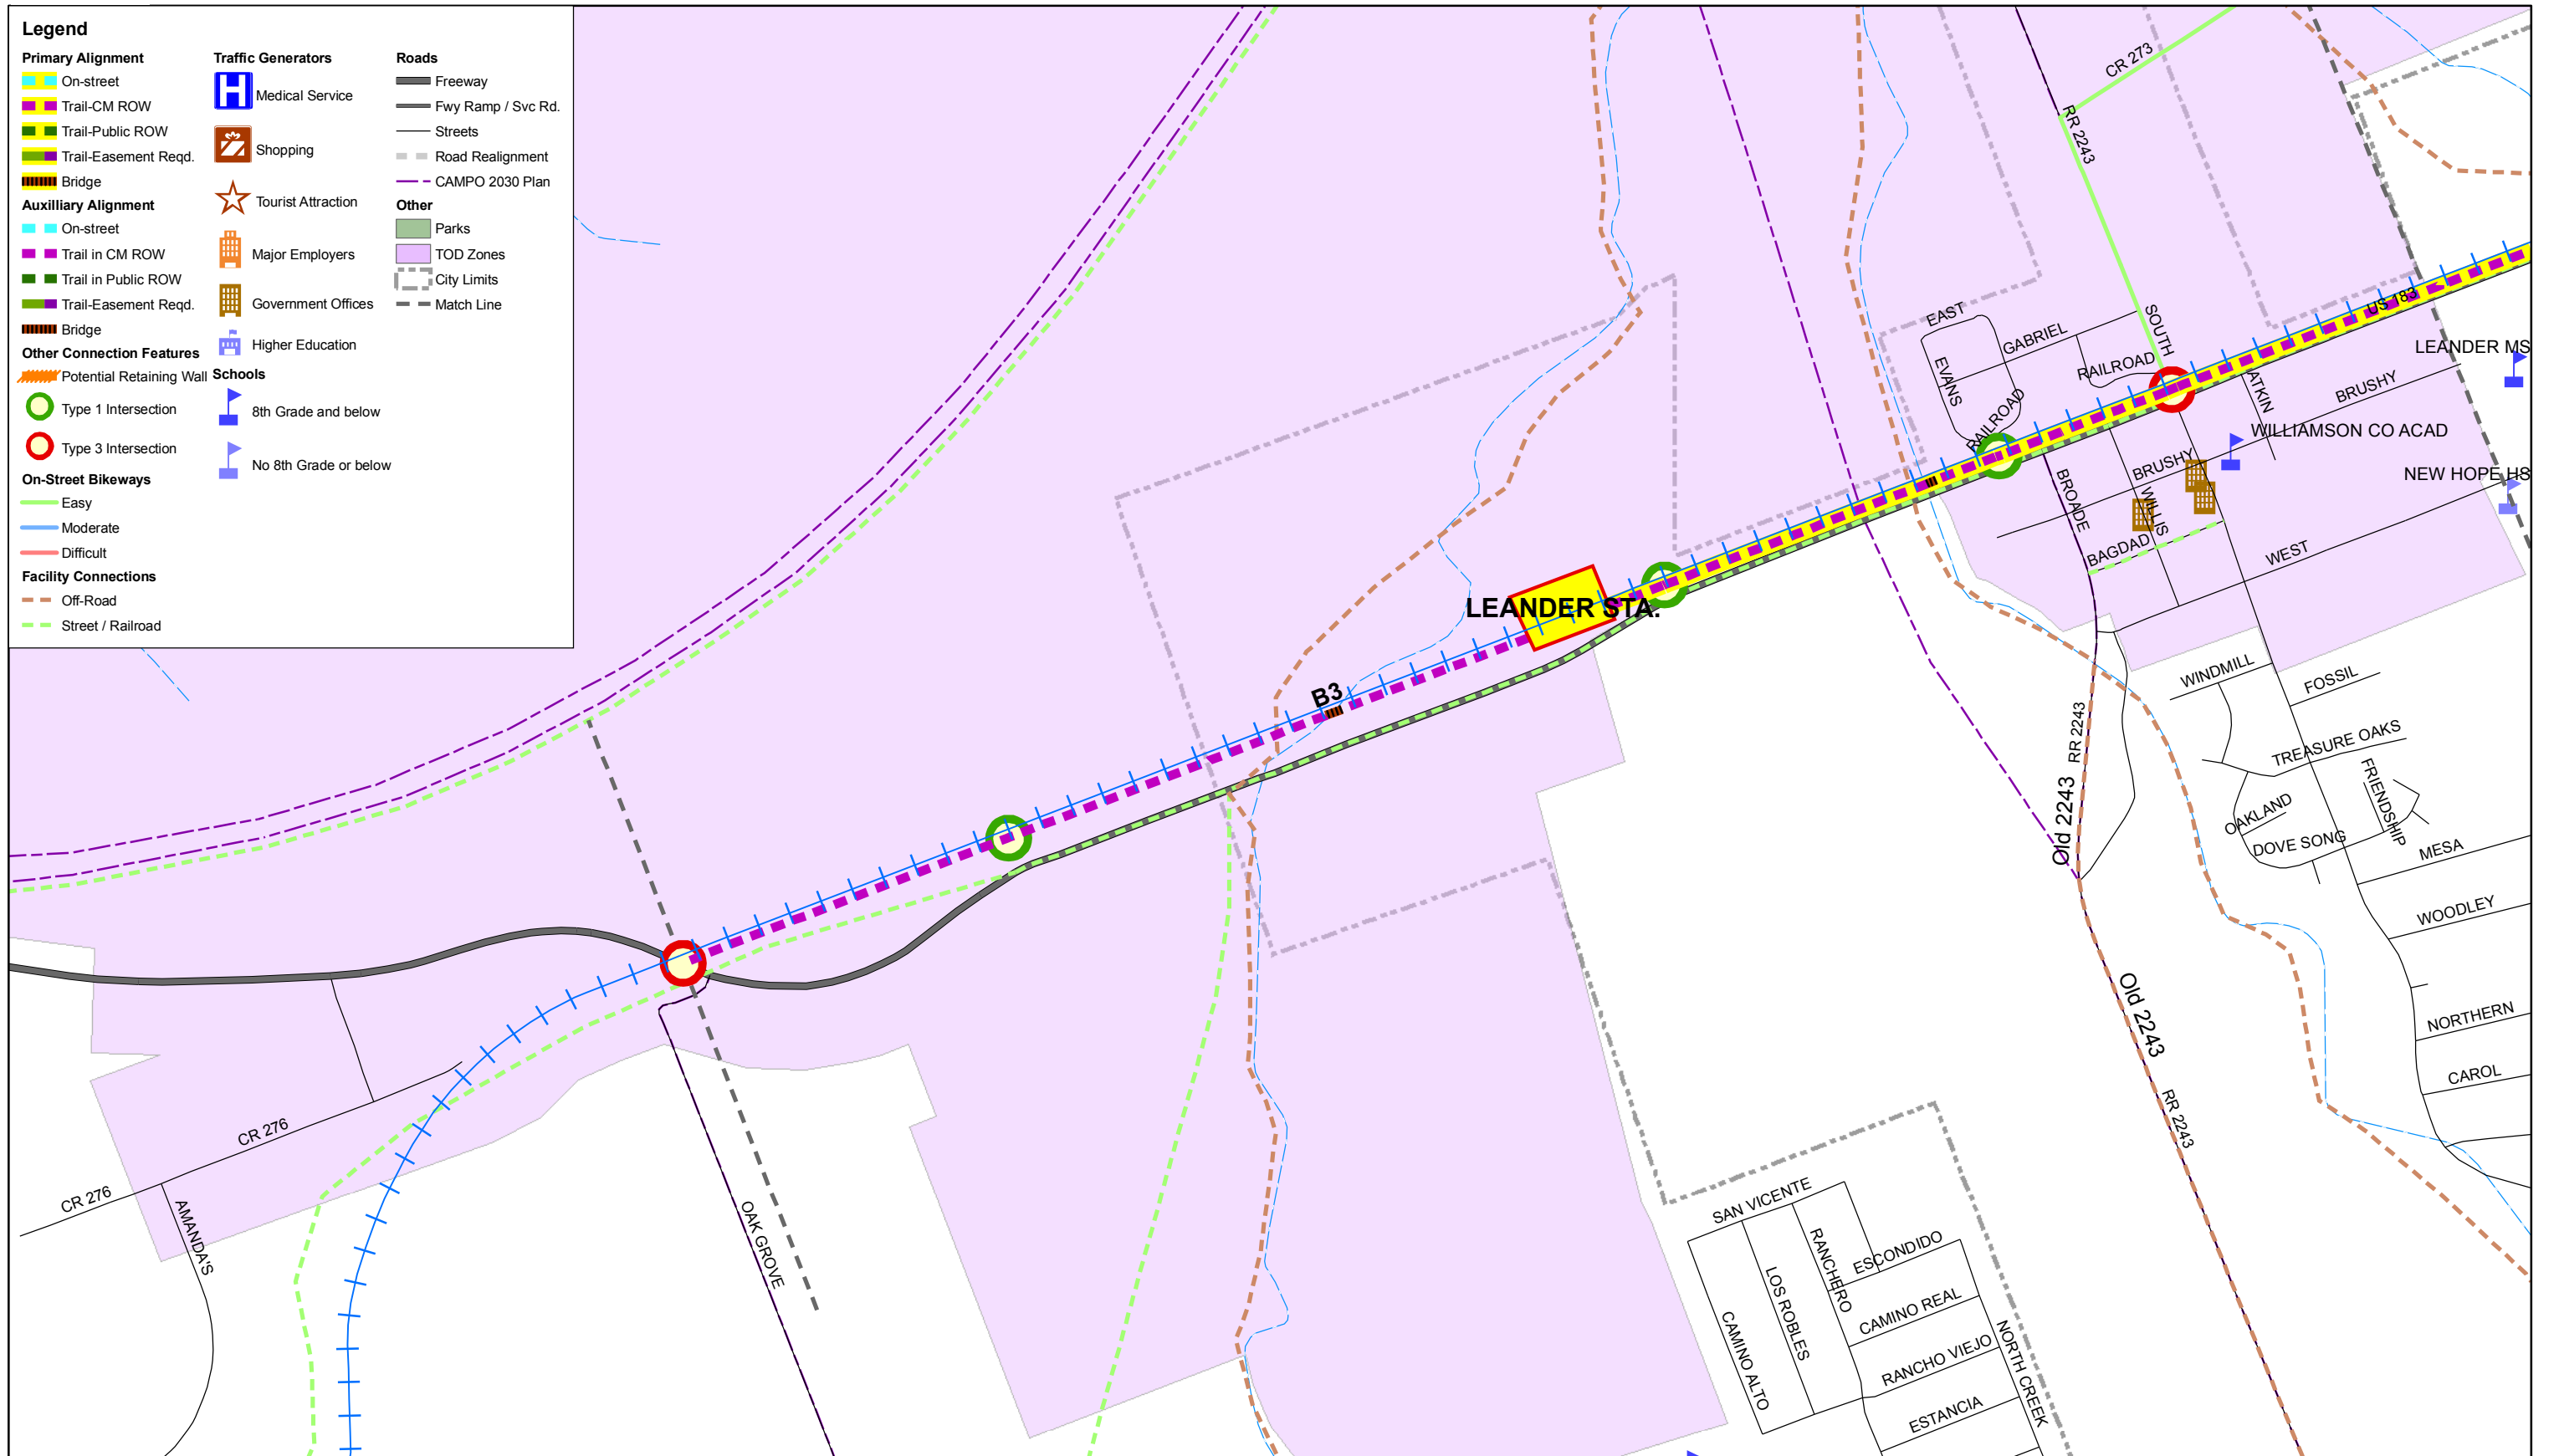 Legend
Primary Alignment
On-street
Trail-CM ROW
Trail-Public ROW
Trail-Easement Reqd.
Bridge
Auxilliary Alignment
On-street
Trail in CM ROW
Trail in Public ROW
Trail-Easement Reqd.
Bridge
Other Connection Features
Potential Retaining Wall
Type 1 Intersection
Type 3 Intersection
On-Street Bikeways
Easy
Moderate
Difficult
Facility Connections
Off-Road
Street / Railroad
Traffic Generators
H
Medical Service
Shopping
Tourist Attraction
Major Employers
Government Offices
Higher Education
Schools
8th Grade and below
No 8th Grade or below
Roads
Freeway
Fwy Ramp / Svc Rd.
Streets
Road Realignment
CAMPO 2030 Plan
Other
Parks
TOD Zones
City Limits
Match Line
CR 273
RR 2243
SOUTH
US 183
EAST
GABRIEL
EVANS
RAILROAD
RAILROAD
LEANDER MS
ATKIN
BRUSHY
WILLIAMSON CO ACAD
BRUSHY
NEW HOPE HS
BROADE
WILLIS
BAGDAD
WEST
LEANDER STA.
B3
WINDMILL
FOSSIL
TREASURE OAKS
FRIENDSHIP
OAKLAND
DOVE SONG
MESA
WOODLEY
NORTHERN
CAROL
RR 2243
Old 2243
Old 2243
RR 2243
CR 276
CR 276
AMANDA'S
OAK GROVE
SAN VICENTE
RANCHERO
ESCONDIDO
LOS ROBLES
CAMINO ALTO
CAMINO REAL
RANCHO VIEJO
NORTH CREEK
ESTANCIA